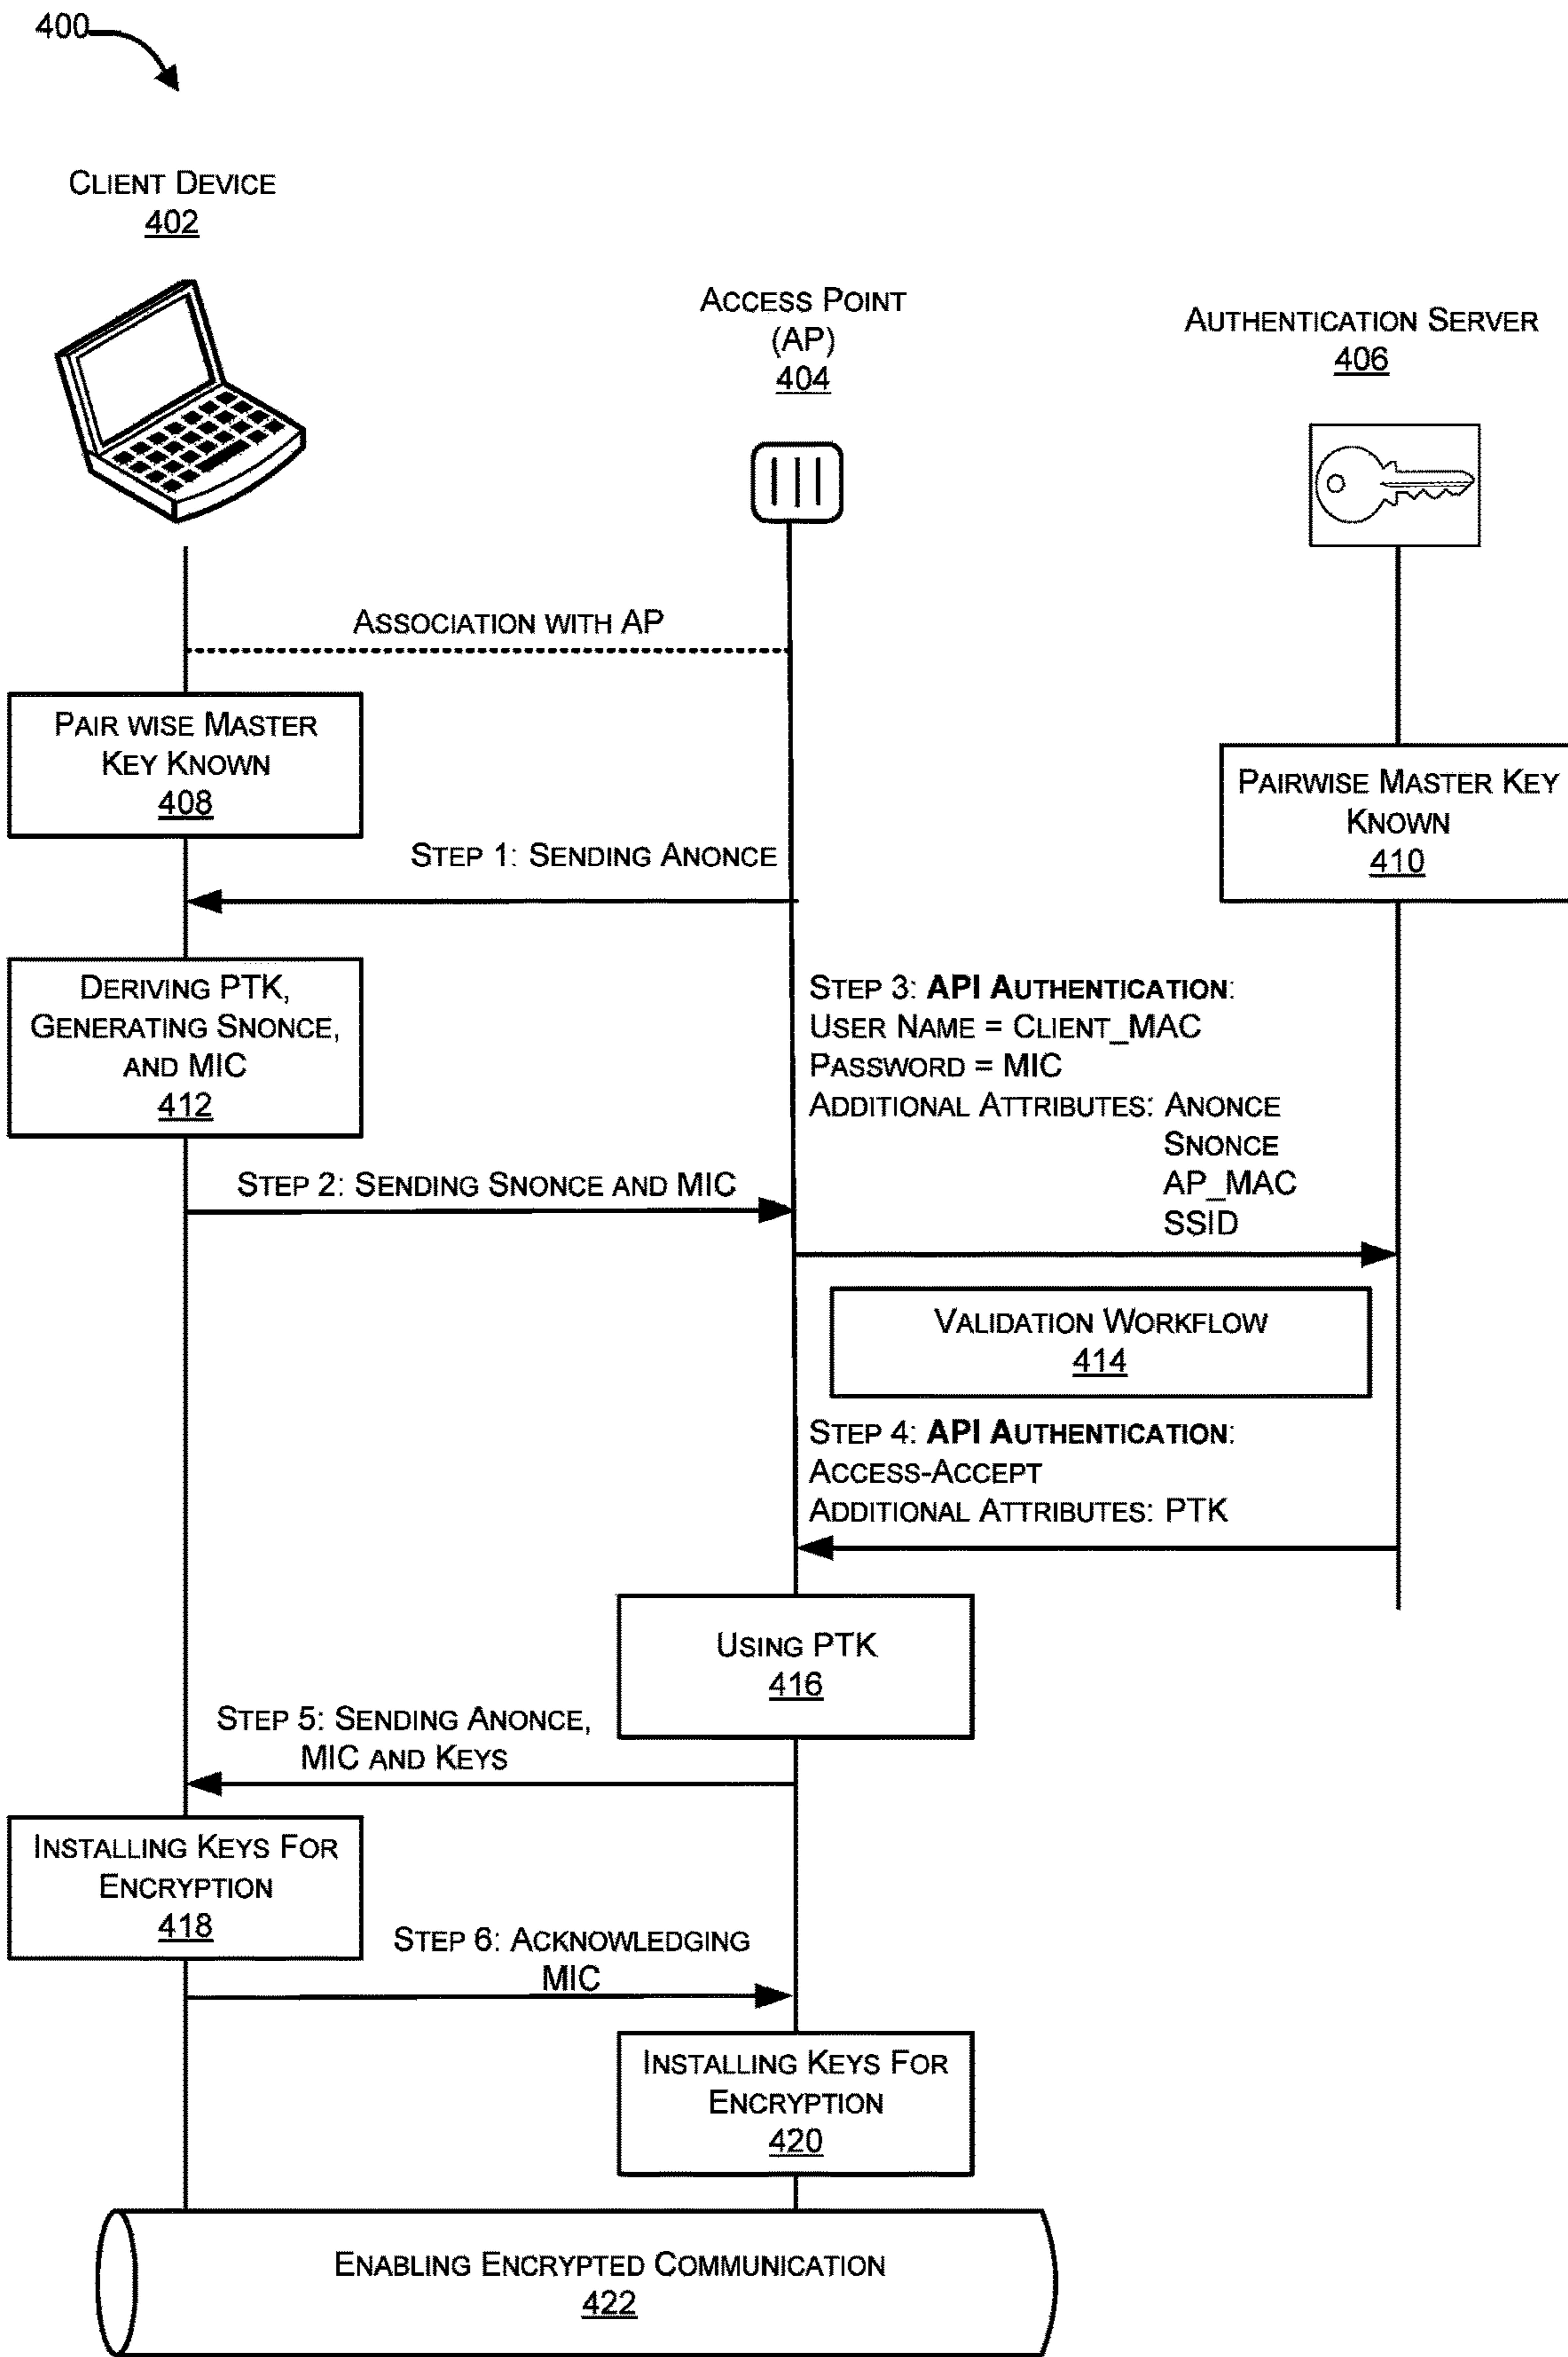 400
CLIENT DEVICE
402
ACCESS POINT
(AP)
404
AUTHENTICATION SERVER
406
ASSOCIATION WITH AP
PAIR WISE MASTER
KEY KNOWN
408
PAIRWISE MASTER KEY
KNOWN
410
STEP 1: SENDING ANONCE
DERIVING PTK,
GENERATING SNONCE,
AND MIC
412
STEP 3: API AUTHENTICATION:
USER NAME = CLIENT_MAC
PASSWORD = MIC
ADDITIONAL ATTRIBUTES: ANONCE
SNONCE
AP_MAC
SSID
STEP 2: SENDING SNONCE AND MIC
VALIDATION WORKFLOW
414
STEP 4: API AUTHENTICATION:
ACCESS-ACCEPT
ADDITIONAL ATTRIBUTES: PTK
USING PTK
416
STEP 5: SENDING ANONCE,
MIC AND KEYS
INSTALLING KEYS FOR
ENCRYPTION
418
STEP 6: ACKNOWLEDGING
MIC
INSTALLING KEYS FOR
ENCRYPTION
420
ENABLING ENCRYPTED COMMUNICATION
422